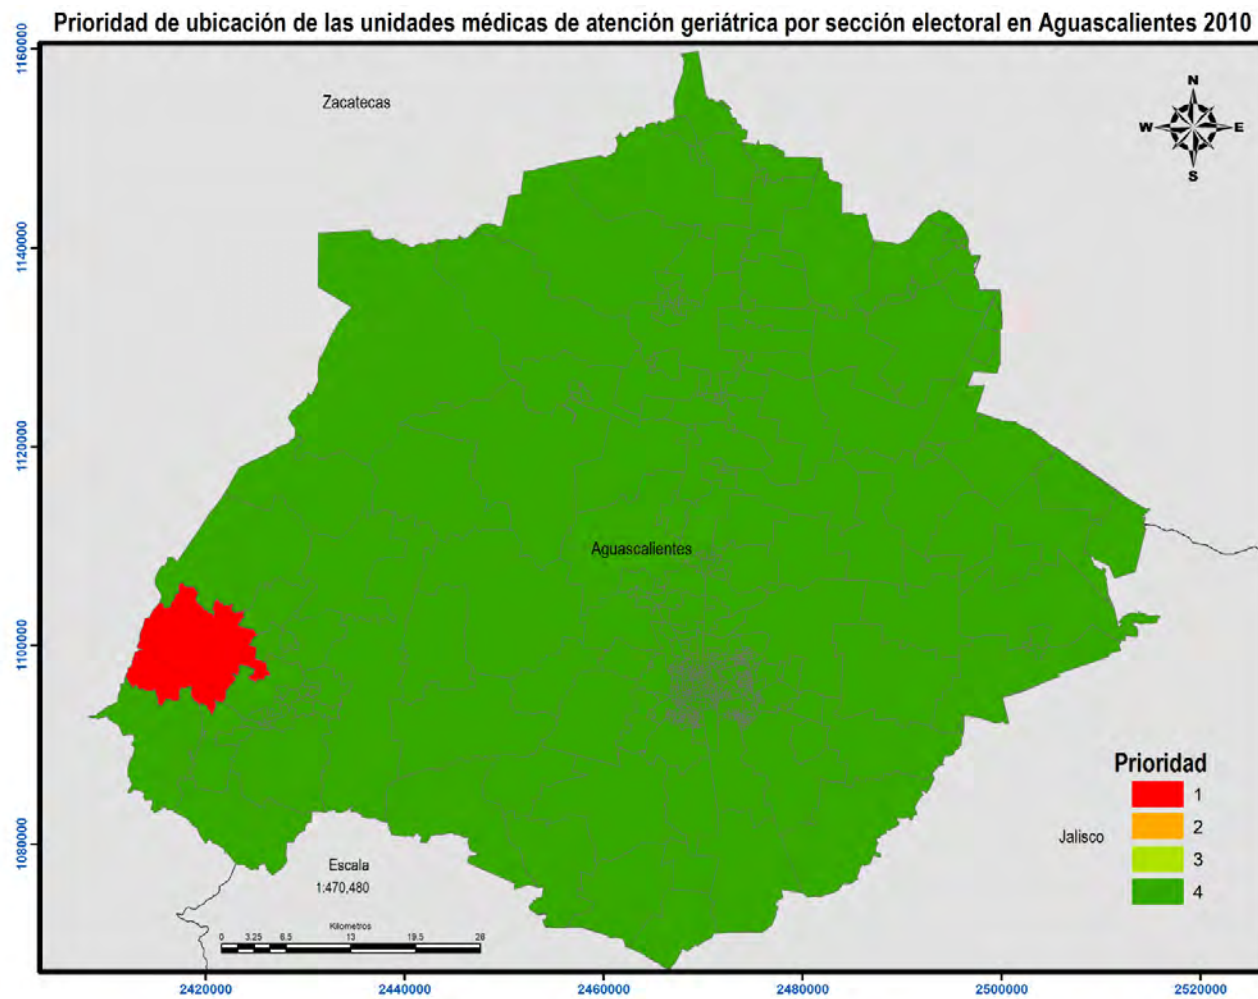 Prioridad de ubicación de las unidades médicas de atención geriátrica por sección electoral en Aguascalientes 2010
1160000
1140000
1120000
1100000
1080000
Zacatecas
N
W E
S
Aguascalientes
Prioridad
1
2
3
4
Jalisco
Escala
1:470,480
Kilometros
0 3.25 6.5 13 19.5 26
2420000 2440000 2460000 2480000 2500000 2520000